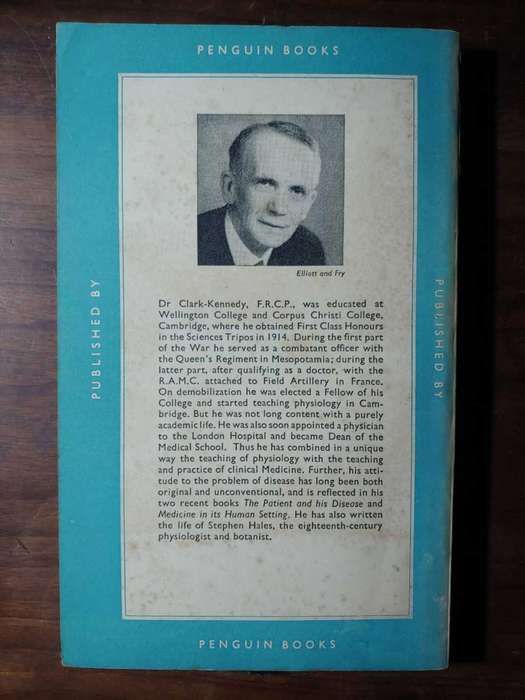 PENGUIN BOOKS
Elliott and Fry
Dr Clark-Kennedy, F.R.C.P., was educated at
Wellington College and Corpus Christi College,
Cambridge, where he obtained First Class Honours
in the Sciences Tripos in 1914. During the first part
of the War he served as a combatant officer with
the Queen's Regiment in Mesopotamia; during the
latter part, after qualifying as a doctor, with the
R.A.M.C. attached to Field Artillery in France.
On demobilization he was elected a Fellow of his
College and started teaching physiology in Cam-
bridge. But he was not long content with a purely
academic life. He was also soon appointed a physician
to the London Hospital and became Dean of the
Medical School. Thus he has combined in a unique
way the teaching of physiology with the teaching
and practice of clinical Medicine. Further, his atti-
tude to the problem of disease has long been both
original and unconventional, and is reflected in his
two recent books The Patient and his Disease and
Medicine in its Human Setting. He has also written
the life of Stephen Hales, the eighteenth-century
physiologist and botanist.
PUBLISHED BY
PUBLISHED BY
PENGUIN BOOKS